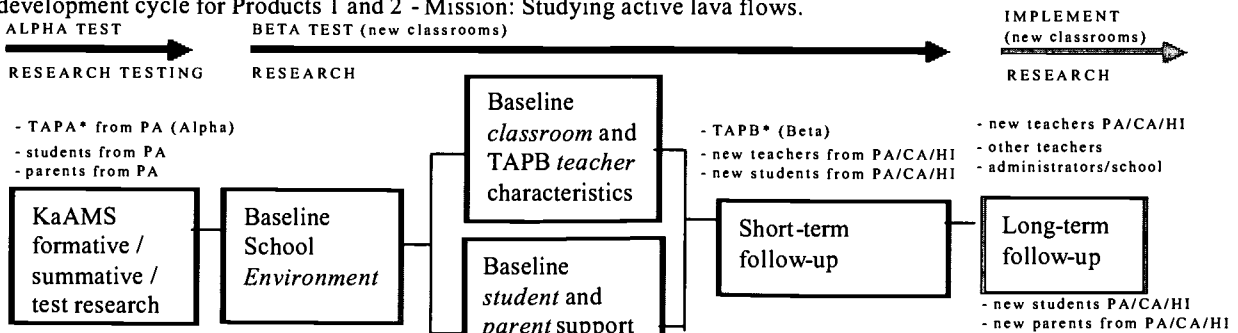 development cycle for Products 1 and 2 - Mission: Studying active lava flows.
ALPHA TEST
BETA TEST (new classrooms)
IMPLEMENT
(new classrooms)
RESEARCH TESTING
RESEARCH
RESEARCH
- TAPA* from PA (Alpha)
- students from PA
- parents from PA
KaAMS
formative /
summative /
test research
Baseline
School
Environment
Baseline
classroom and
TAPB teacher
characteristics
Baseline
student and
parent support
- TAPB* (Beta)
- new teachers from PA/CA/HI
- new students from PA/CA/HI
Short-term
follow-up
- new teachers PA/CA/HI
- other teachers
- administrators/school
Long-term
follow-up
- new students PA/CA/HI
- new parents from PA/CA/HI